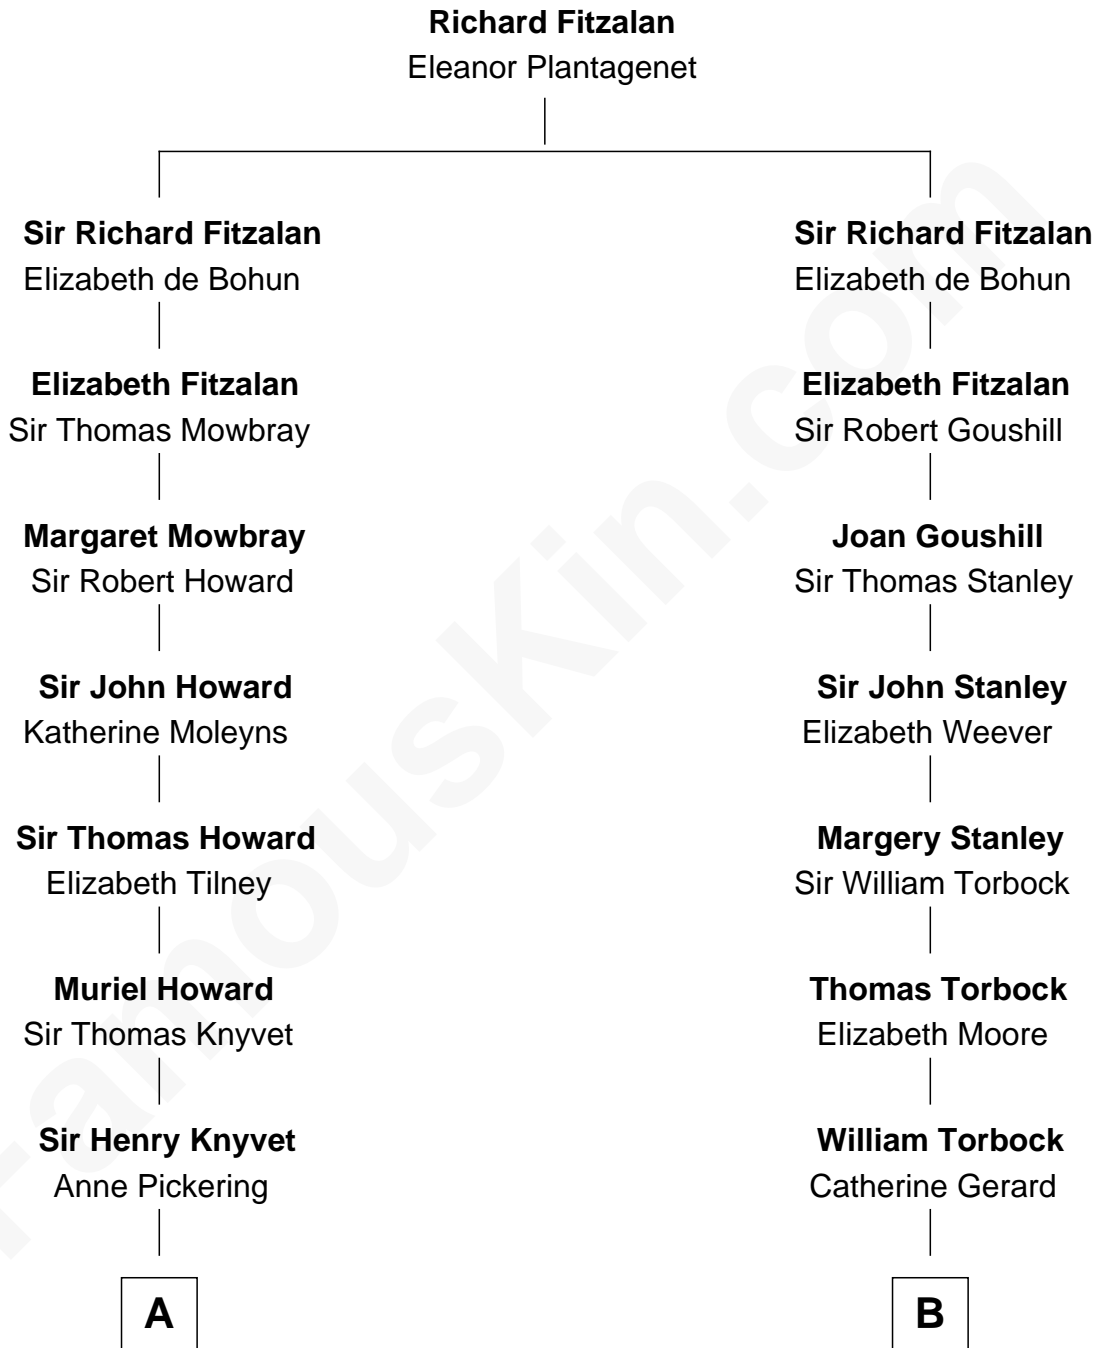 Richard Fitzalan
Eleanor Plantagenet
Sir Richard Fitzalan
Elizabeth de Bohun
Elizabeth Fitzalan
Sir Thomas Mowbray
Margaret Mowbray
Sir Robert Howard
Sir John Howard
Katherine Moleyns
Sir Thomas Howard
Elizabeth Tilney
Muriel Howard
Sir Thomas Knyvet
Sir Henry Knyvet
Anne Pickering
A
Sir Richard Fitzalan
Elizabeth de Bohun
Elizabeth Fitzalan
Sir Robert Goushill
Joan Goushill
Sir Thomas Stanley
Sir John Stanley
Elizabeth Weever
Margery Stanley
Sir William Torbock
Thomas Torbock
Elizabeth Moore
William Torbock
Catherine Gerard
B
FamousKin.com